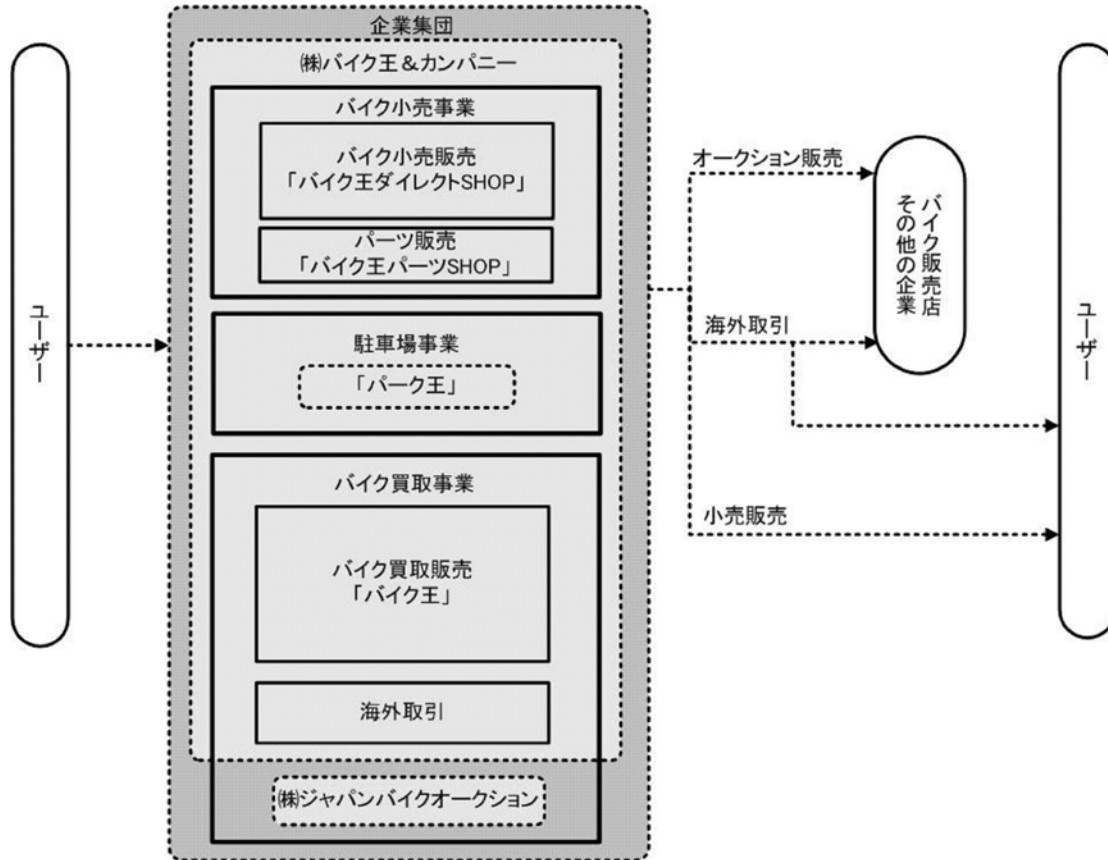 企業集団
㈱バイク王&カンパニー
バイク小売事業
バイク小売販売
「バイク王ダイレクトSHOP」
パーツ販売
「バイク王パーツSHOP」
駐車場事業
「パーク王」
バイク買取事業
バイク買取販売
「バイク王」
海外取引
㈱ジャパンバイクオークション
ユーザー
オークション販売
海外取引
小売販売
バイク販売店
その他の企業
ユーザー